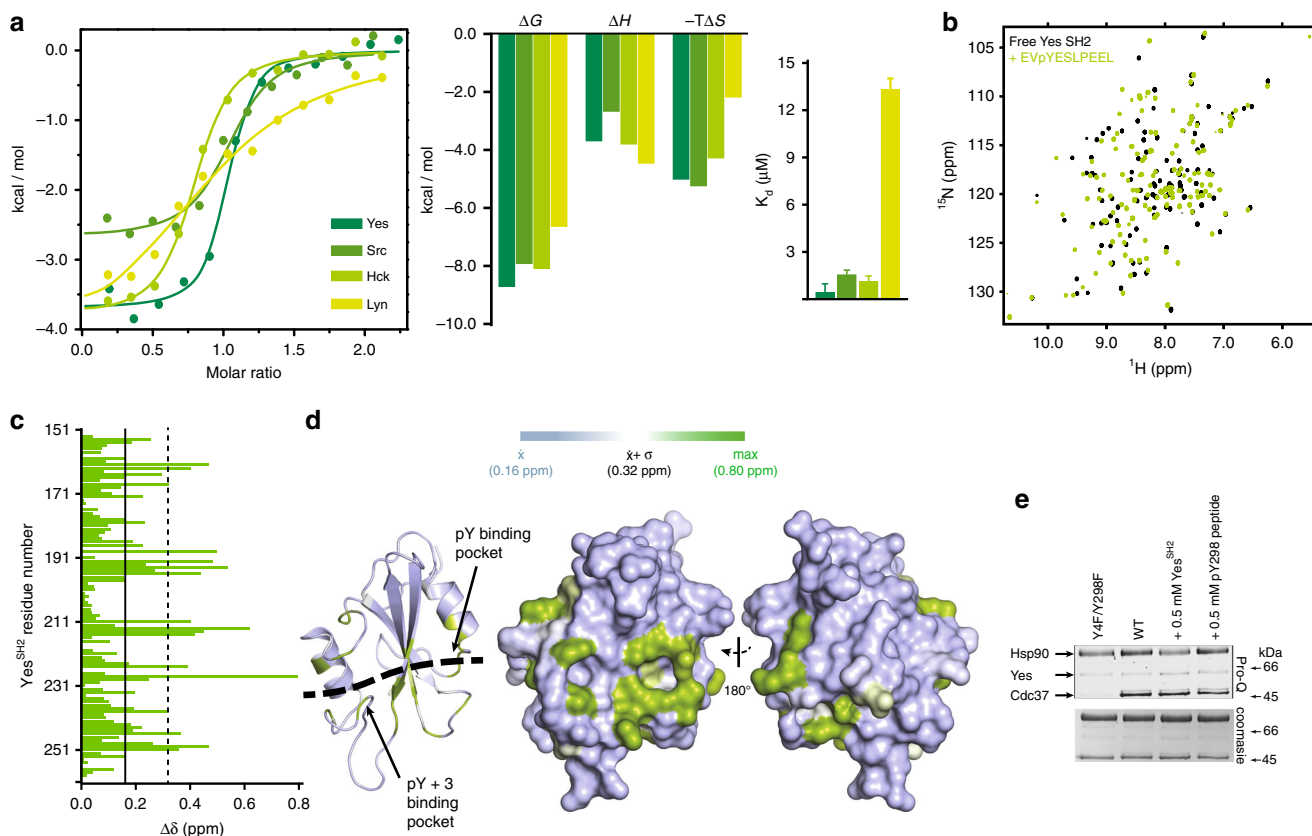 a
0.0
−1.0
−2.0
−3.0
−4.0
kcal / mol
0.0
0.5
1.0
1.5
2.0
Molar ratio
Yes
Src
Hck
Lyn
ΔG
ΔH
−TΔS
0.0
−2.0
−4.0
−6.0
−8.0
−10.0
kcal / mol
15
12
9
6
3
Kd (μM)
b
Free Yes SH2
+ EVpYESLPEEL
105
110
115
120
125
130
15N (ppm)
10.0
9.0
8.0
7.0
6.0
1H (ppm)
c
151
171
191
211
231
251
YesSH2 residue number
0.0
0.2
0.4
0.6
0.8
Δδ (ppm)
d
ẋ
(0.16 ppm)
ẋ+ σ
(0.32 ppm)
max
(0.80 ppm)
pY binding
pocket
pY + 3
binding
pocket
180°
e
Y4F/Y298F
WT
+ 0.5 mM YesSH2
+ 0.5 mM pY298 peptide
Hsp90
Yes
Cdc37
kDa
66
45
Pro-Q
66
45
coomasie